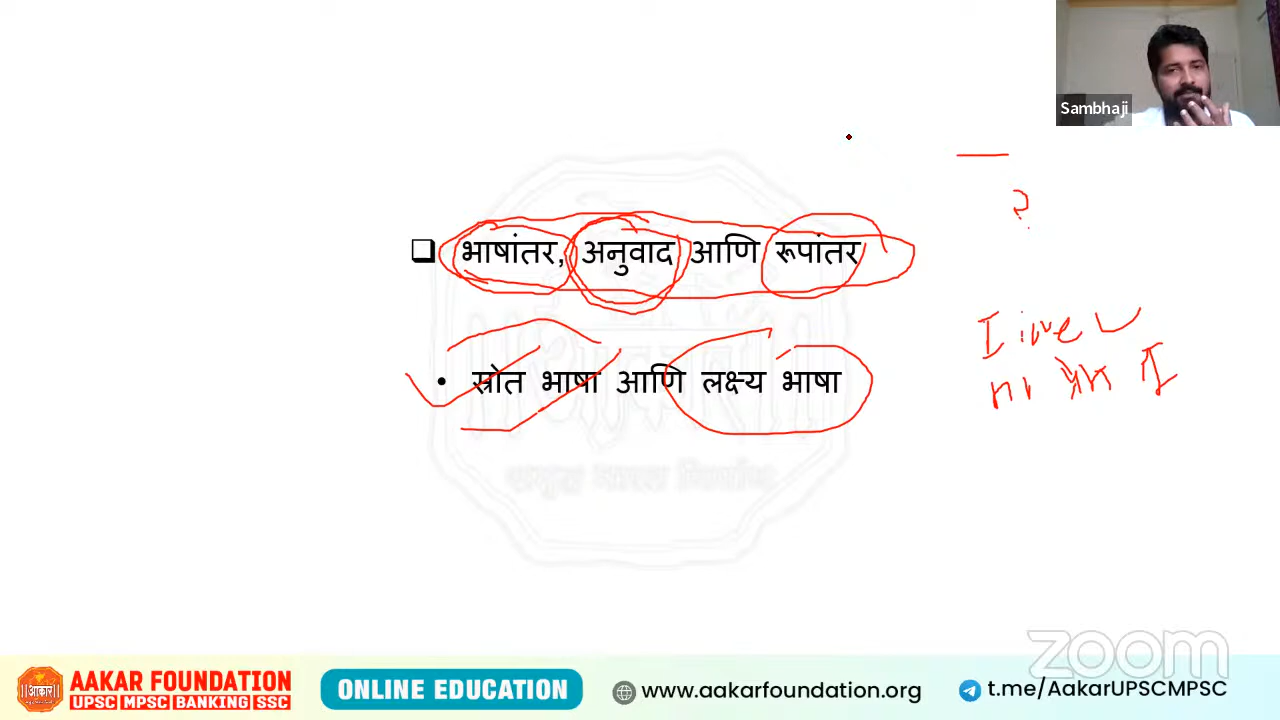 Sambhaji
?
❑ भाषांतर, अनुवाद आणि रूपांतर
• स्रोत भाषा आणि लक्ष्य भाषा
I
zoom
आकार
AAKAR FOUNDATION
UPSC MPSC BANKING SSC
ONLINE EDUCATION
www.aakarfoundation.org
t.me/AakarUPSCMPSC